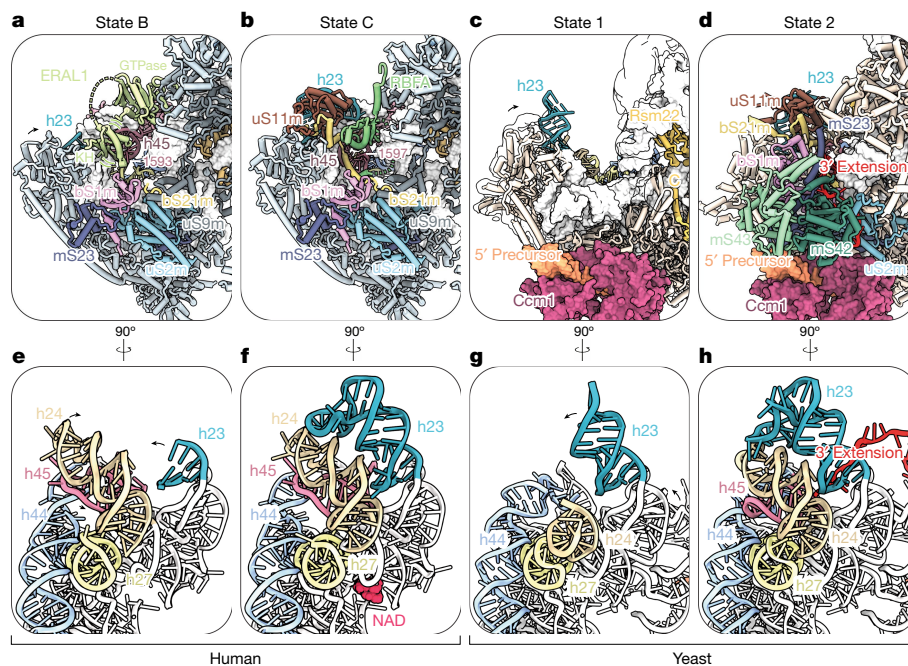 a State B
b State C
c State 1
d State 2
ERAL1
GTPase
h23
KH
h45
1593
bS1m
bS21m
uS9m
mS23
uS2m
h23
RBFA
uS11m
h45
1597
bS1m
bS21m
uS9m
mS23
uS2m
h23
Rsm22
C
5′ Precursor
Ccm1
h23
uS11m
bS21m
mS23
bS1m
3′ Extension
mS43
mS42
5′ Precursor
uS2m
Ccm1
90°
90°
90°
90°
e
f
g
h
h24
h23
h45
h44
h27
h24
h23
h45
h44
h27
NAD
h23
h44
h24
h27
h23
3′ Extension
h45
h44
h24
h27
Human
Yeast